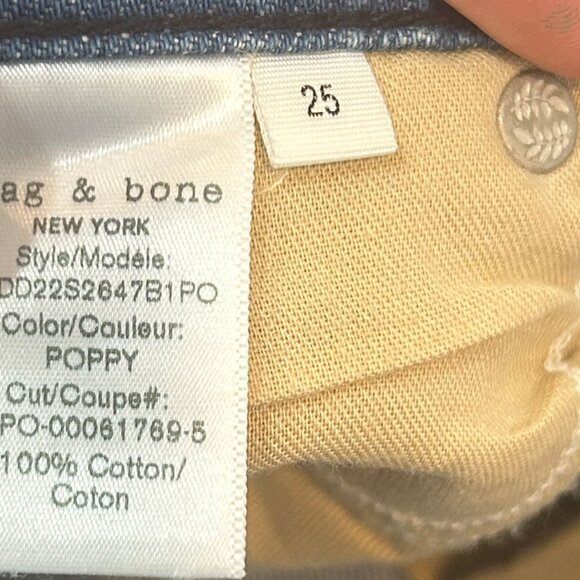 25
ag & bone
NEW YORK
Style/Modèle:
DD22S2647B1PO
Color/Couleur:
POPPY
Cut/Coupe#:
PO-00061769-5
100% Cotton/
Coton